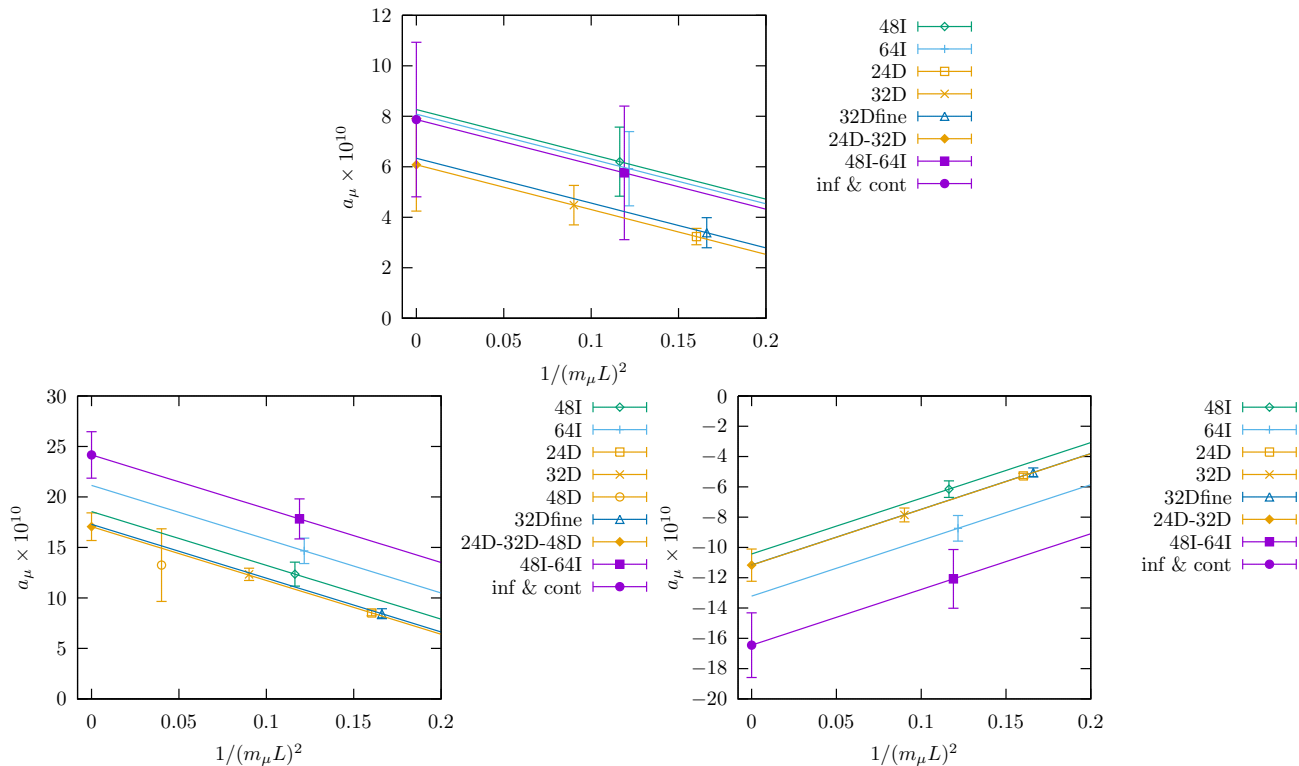 12
10
8
6
4
2
0
0
0.05
0.1
0.15
0.2
a_μ × 10^10
1/(m_μL)^2
48I
64I
24D
32D
32Dfine
24D-32D
48I-64I
inf & cont
30
25
20
15
10
5
0
0
0.05
0.1
0.15
0.2
a_μ × 10^10
1/(m_μL)^2
48I
64I
24D
32D
48D
32Dfine
24D-32D-48D
48I-64I
inf & cont
0
−2
−4
−6
−8
−10
−12
−14
−16
−18
−20
0
0.05
0.1
0.15
0.2
a_μ × 10^10
1/(m_μL)^2
48I
64I
24D
32D
32Dfine
24D-32D
48I-64I
inf & cont